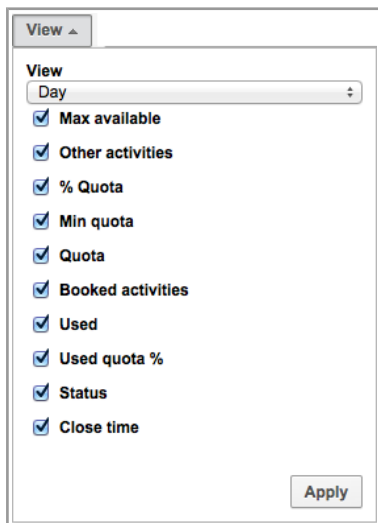 View
View
Day
Max available
Other activities
% Quota
Min quota
Quota
Booked activities
Used
Used quota %
Status
Close time
Apply